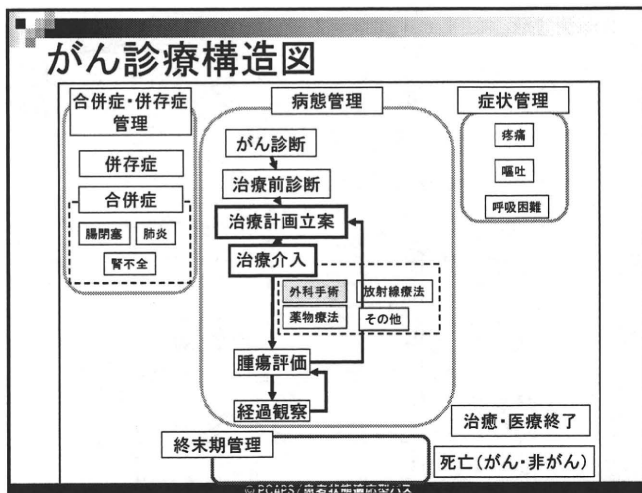 がん診療構造図
合併症・併存症
管理
病態管理
症状管理
併存症
合併症
腸閉塞
肺炎
腎不全
がん診断
治療前診断
治療計画立案
治療介入
外科手術
放射線療法
薬物療法
その他
腫瘍評価
経過観察
疼痛
嘔吐
呼吸困難
終末期管理
治癒・医療終了
死亡(がん・非がん)